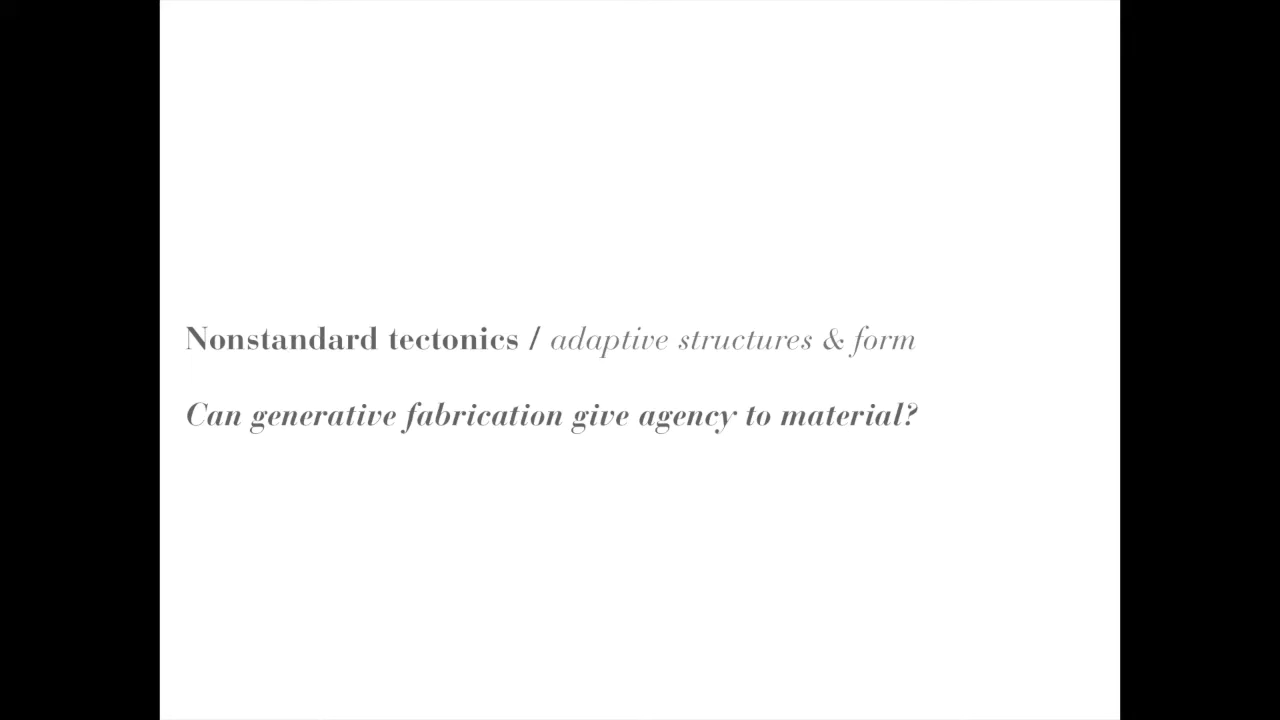 Nonstandard tectonics / adaptive structures & form
Can generative fabrication give agency to material?